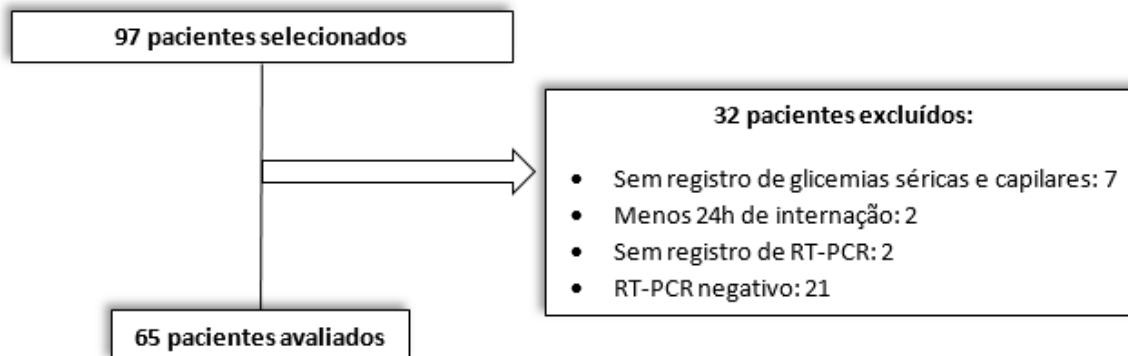 97 pacientes selecionados
32 pacientes excluídos:
• Sem registro de glicemias séricas e capilares: 7
• Menos 24h de internação: 2
• Sem registro de RT-PCR: 2
• RT-PCR negativo: 21
65 pacientes avaliados